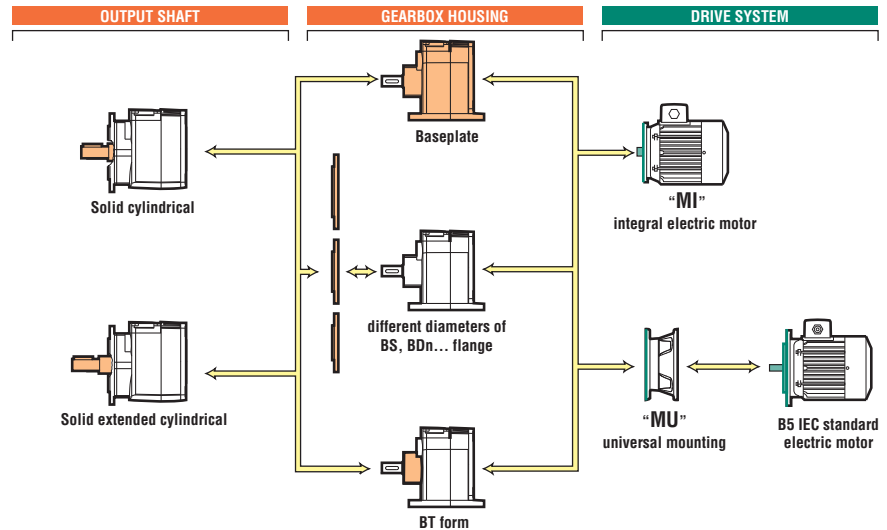 OUTPUT SHAFT
GEARBOX HOUSING
DRIVE SYSTEM
Solid cylindrical
Solid extended cylindrical
Baseplate
different diameters of
BS, BDn... flange
BT form
“MI”
integral electric motor
“MU”
universal mounting
B5 IEC standard
electric motor